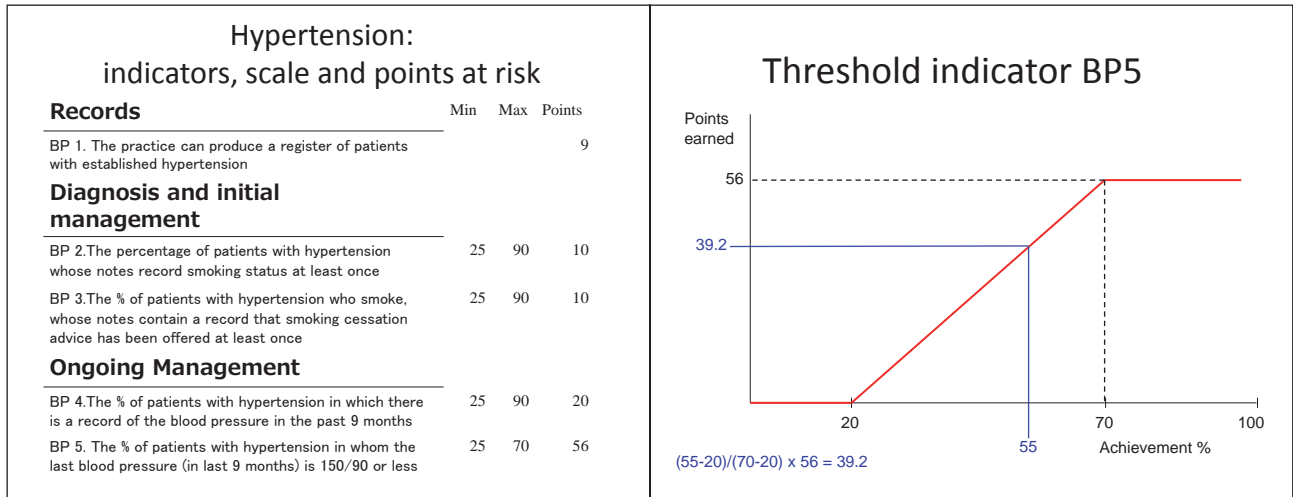 Hypertension:
indicators, scale and points at risk
Records Min Max Points
BP 1. The practice can produce a register of patients 9
with established hypertension
Diagnosis and initial
management
BP 2.The percentage of patients with hypertension 25 90 10
whose notes record smoking status at least once
BP 3.The % of patients with hypertension who smoke, 25 90 10
whose notes contain a record that smoking cessation
advice has been offered at least once
Ongoing Management
BP 4.The % of patients with hypertension in which there 25 90 20
is a record of the blood pressure in the past 9 months
BP 5. The % of patients with hypertension in whom the 25 70 56
last blood pressure (in last 9 months) is 150/90 or less
Threshold indicator BP5
Points
earned
56
39.2
20 70 100
55 Achievement %
(55-20)/(70-20) x 56 = 39.2